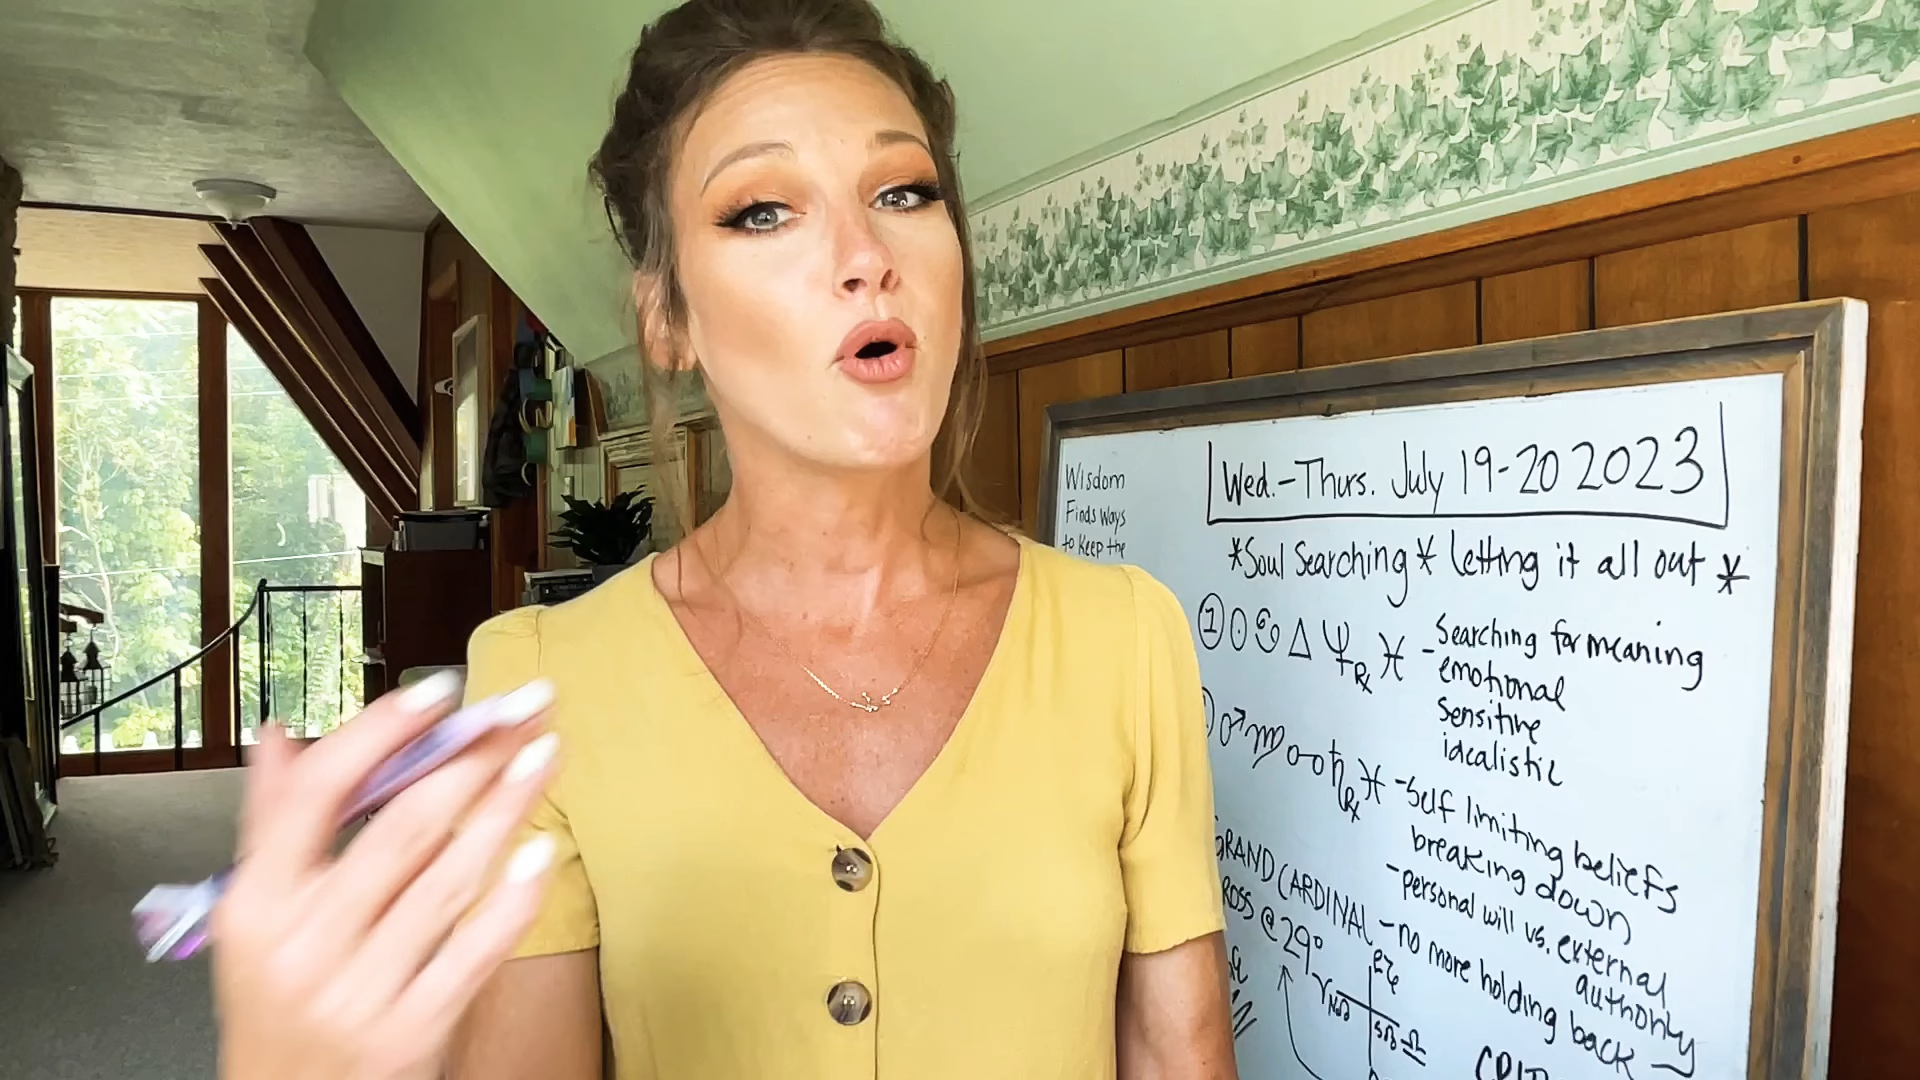 Wisdom
Finds Ways
to Keep the
Wed.-Thurs. July 19-20 2023
*Soul Searching * letting it all out *
① ☉ ♋ △ ♆ ℞ ♓ - Searching for meaning
emotional
Sensitive
idealistic
♂ ♍ ☍ ♄ ℞ ♓ - Self limiting beliefs
breaking down
- personal will vs. external
authority
GRAND CARDINAL - no more holding back
@ 29°